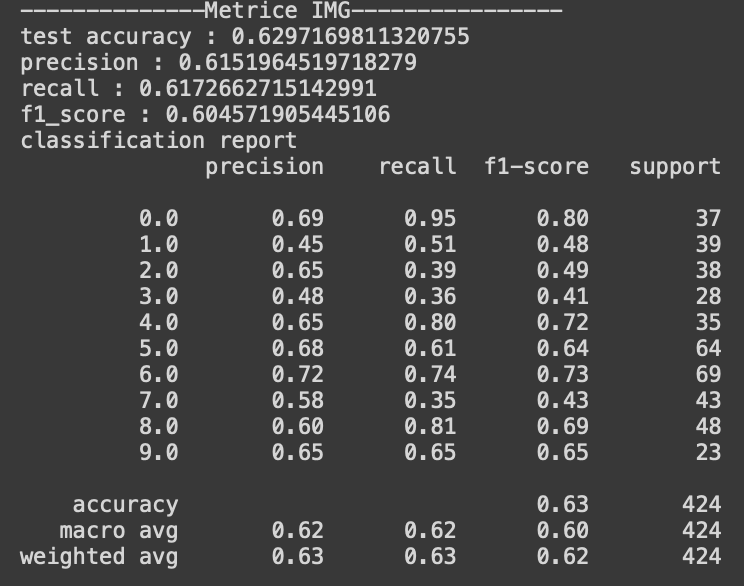 --------------Metrice IMG----------------
test accuracy : 0.6297169811320755
precision : 0.6151964519718279
recall : 0.6172662715142991
f1_score : 0.604571905445106
classification report
precision recall f1-score support
0.0 0.69 0.95 0.80 37
1.0 0.45 0.51 0.48 39
2.0 0.65 0.39 0.49 38
3.0 0.48 0.36 0.41 28
4.0 0.65 0.80 0.72 35
5.0 0.68 0.61 0.64 64
6.0 0.72 0.74 0.73 69
7.0 0.58 0.35 0.43 43
8.0 0.60 0.81 0.69 48
9.0 0.65 0.65 0.65 23
accuracy 0.63 424
macro avg 0.62 0.62 0.60 424
weighted avg 0.63 0.63 0.62 424